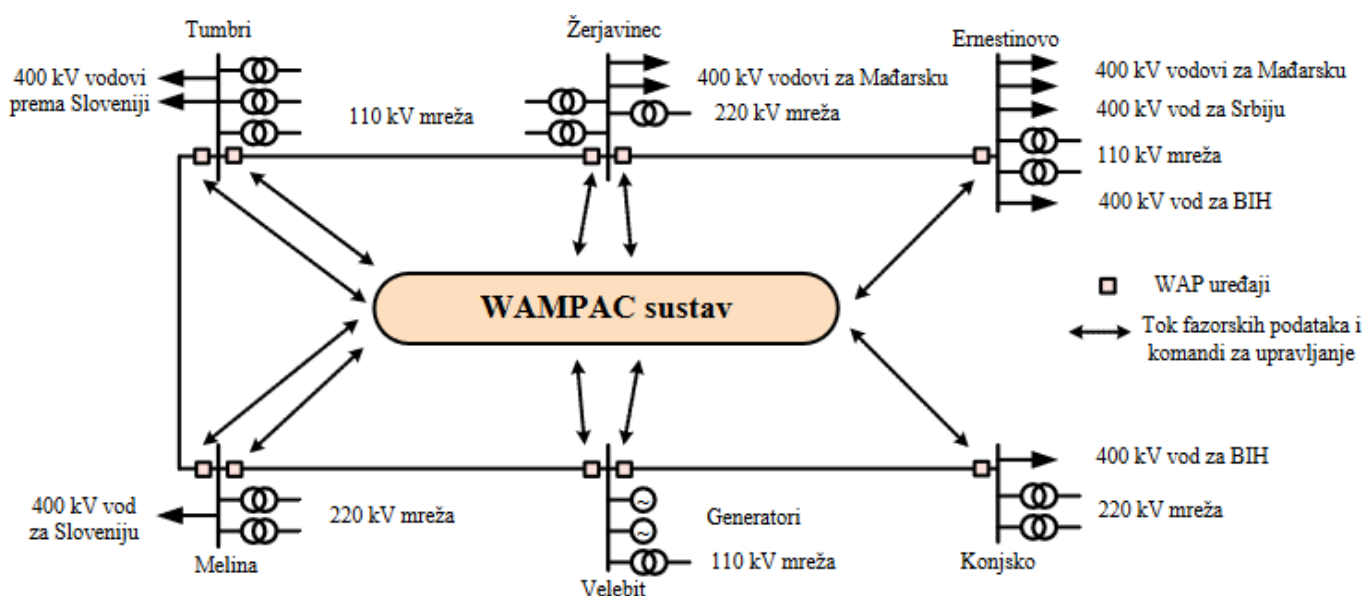 Tumbri
Žerjavinec
Ernestinovo
400 kV vodovi
prema Sloveniji
110 kV mreža
400 kV vodovi za Mađarsku
220 kV mreža
400 kV vodovi za Mađarsku
400 kV vod za Srbiju
110 kV mreža
400 kV vod za BIH
WAMPAC sustav
WAP uređaji
Tok fazorskih podataka i
komandi za upravljanje
400 kV vod
za Sloveniju
220 kV mreža
Melina
~
~
Generatori
110 kV mreža
Velebit
400 kV vod za BIH
220 kV mreža
Konjsko